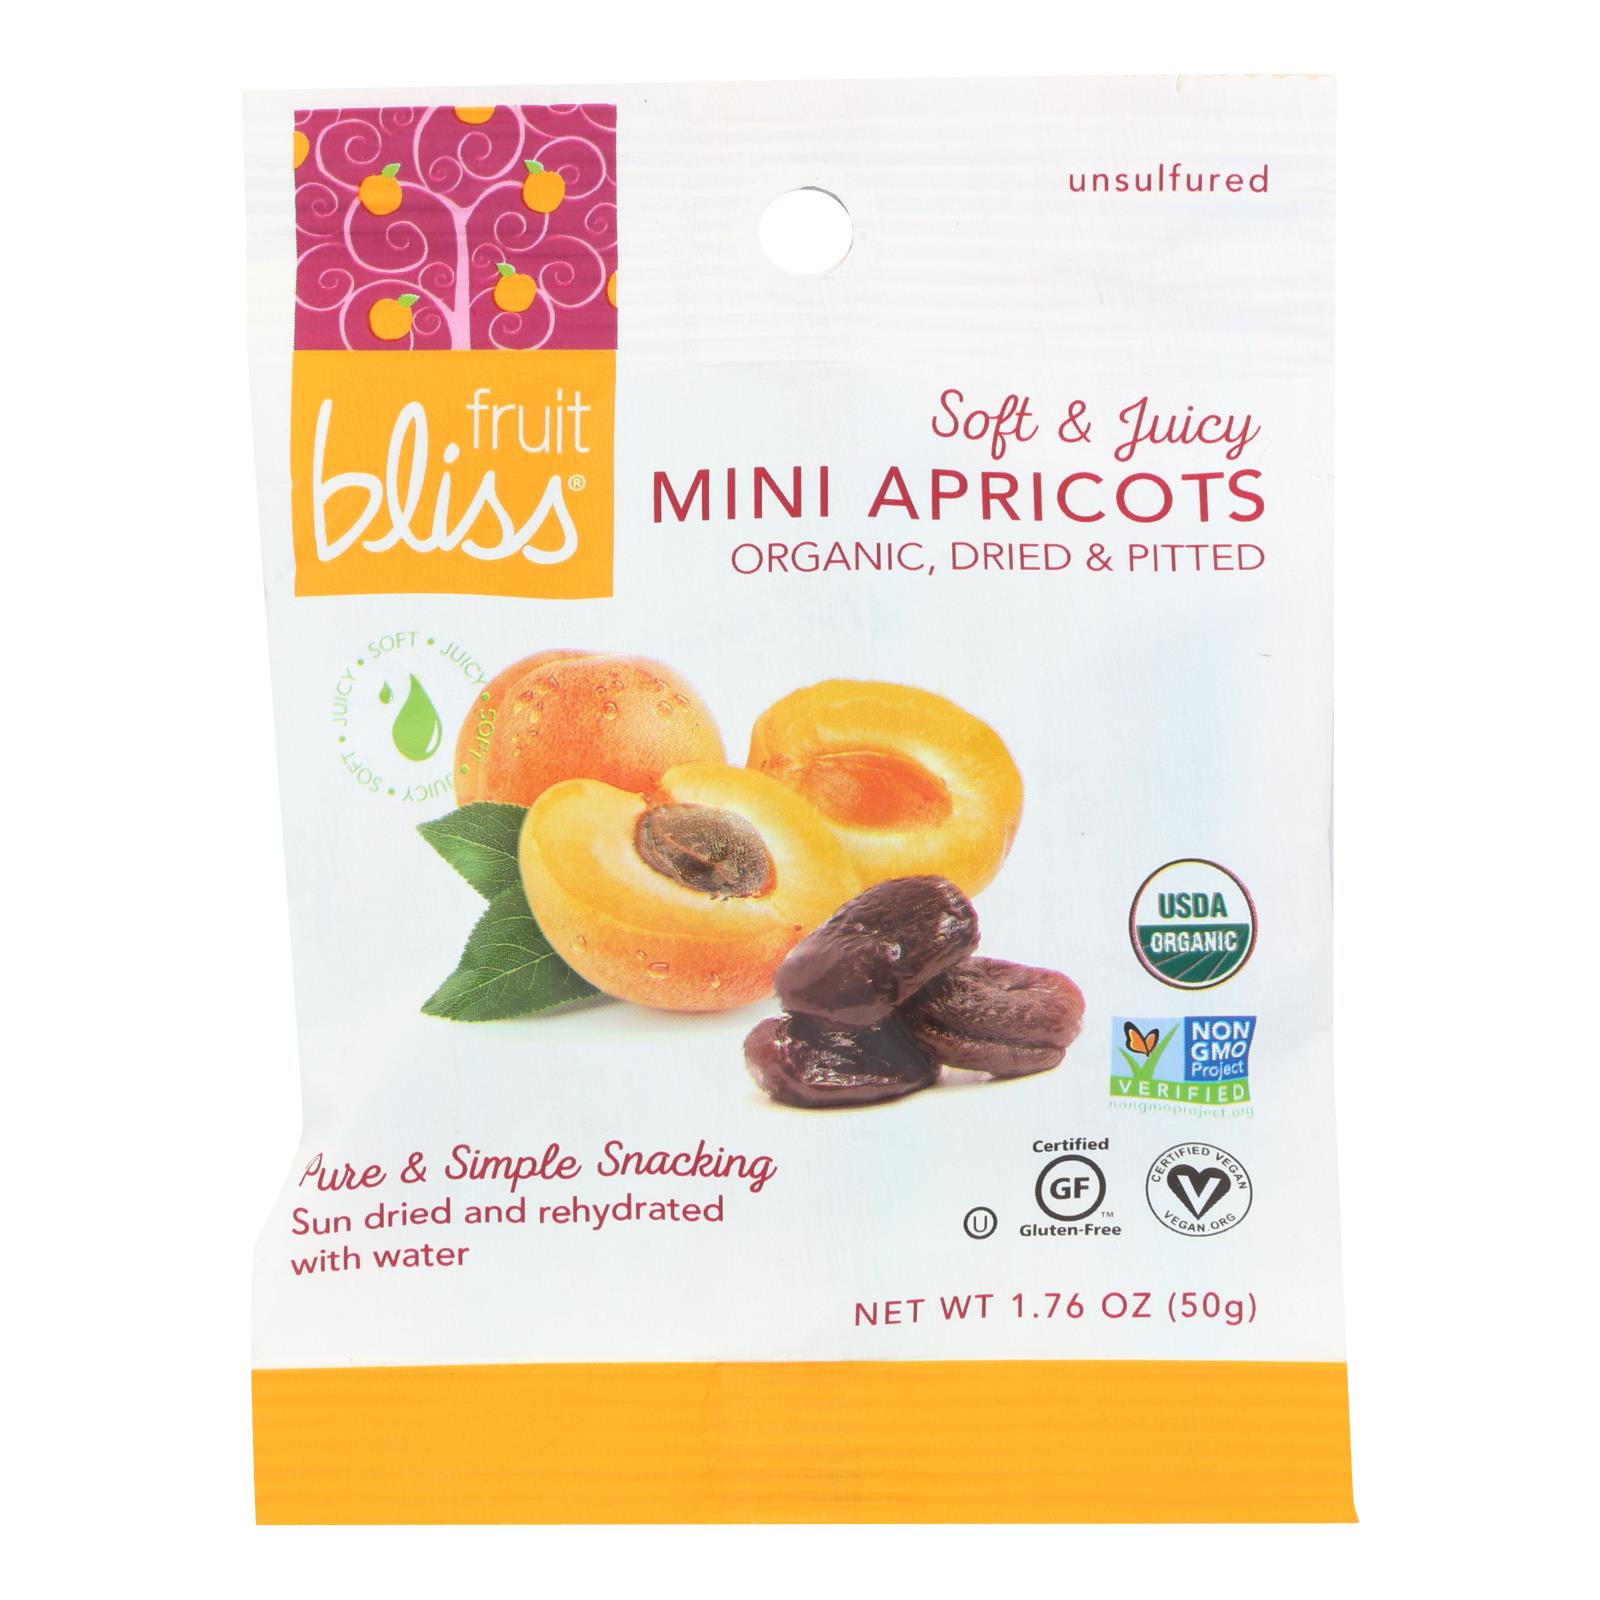 unsulfured
fruit
bliss®
Soft & Juicy
MINI APRICOTS
ORGANIC, DRIED & PITTED
SOFT • JUICY • SOFT • JUICY • SOFT • JUICY •
USDA
ORGANIC
NON
GMO
Project
VERIFIED
nongmoproject.org
Pure & Simple Snacking
Sun dried and rehydrated
with water
U
Certified
GF
™
Gluten-Free
CERTIFIED VEGAN
V
VEGAN.ORG
NET WT 1.76 OZ (50g)